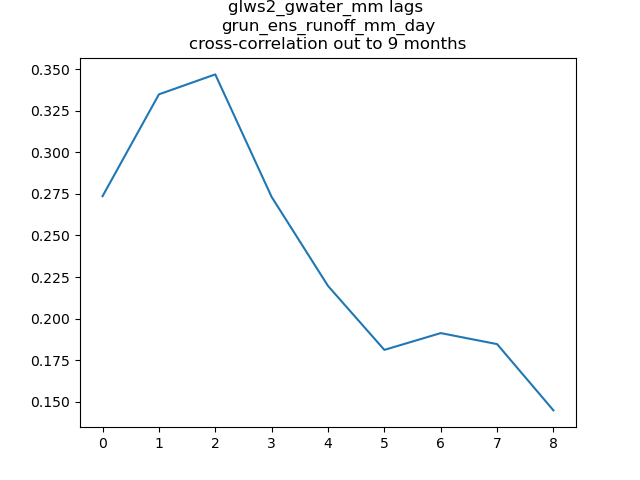 glws2_gwater_mm lags
grun_ens_runoff_mm_day
cross-correlation out to 9 months
0.350
0.325
0.300
0.275
0.250
0.225
0.200
0.175
0.150
0 1 2 3 4 5 6 7 8